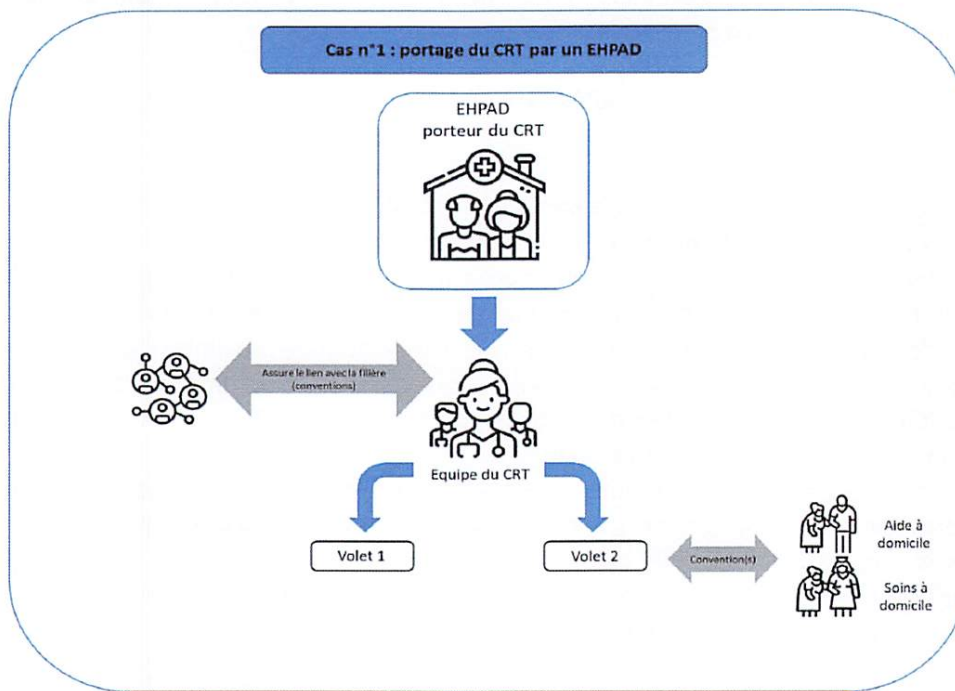 Cas n°1 : portage du CRT par un EHPAD
EHPAD
porteur du CRT
Assure le lien avec la filière
(conventions)
Equipe du CRT
Volet 1
Volet 2
Convention(s)
Aide à
domicile
Soins à
domicile